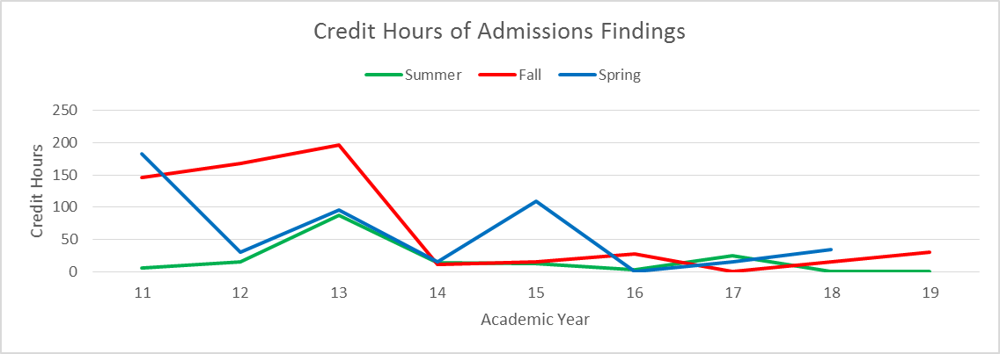 Credit Hours of Admissions Findings
Summer Fall Spring
250
200
150
100
50
0
Credit Hours
11 12 13 14 15 16 17 18 19
Academic Year